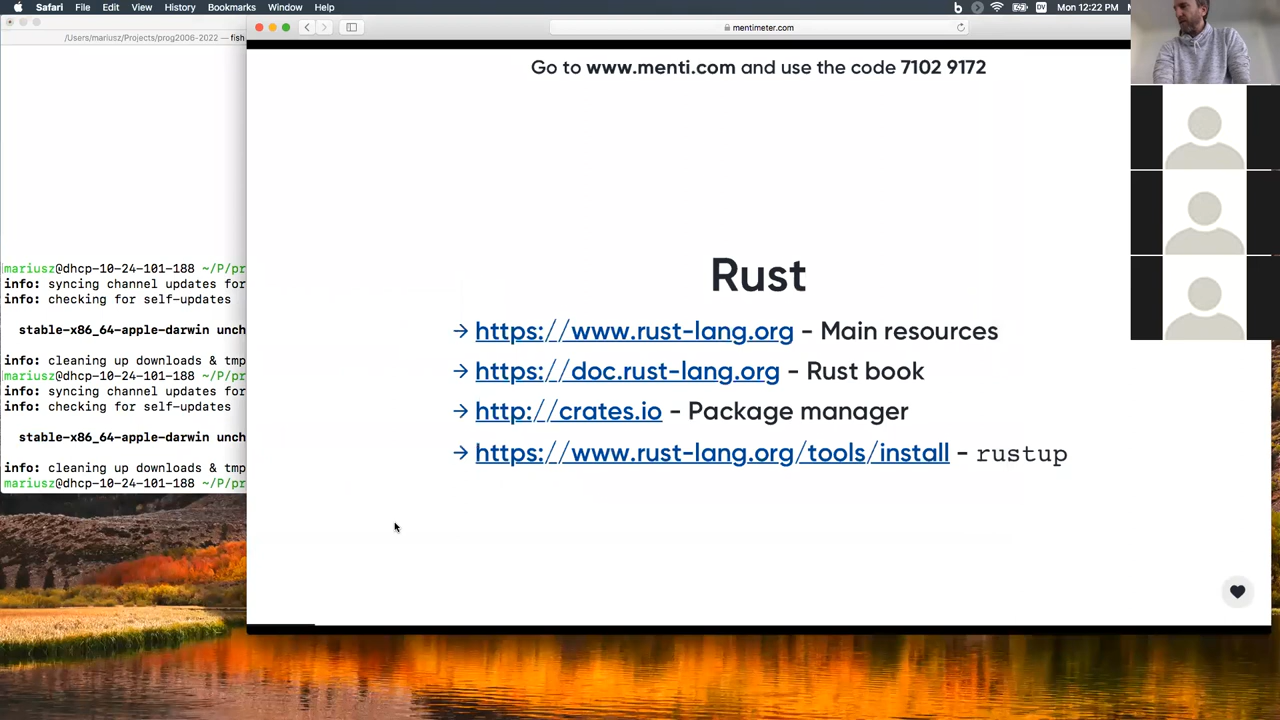 Safari File Edit View History Bookmarks Window Help
Mon 12:22 PM
/Users/mariusz/Projects/prog2006-2022 — fish
mentimeter.com
Go to www.menti.com and use the code 7102 9172
Rust
→ https://www.rust-lang.org - Main resources
→ https://doc.rust-lang.org - Rust book
→ http://crates.io - Package manager
→ https://www.rust-lang.org/tools/install - rustup
mariusz@dhcp-10-24-101-188 ~/P/pr
info: syncing channel updates for
info: checking for self-updates
stable-x86_64-apple-darwin unch
info: cleaning up downloads & tmp
mariusz@dhcp-10-24-101-188 ~/P/pr
info: syncing channel updates for
info: checking for self-updates
stable-x86_64-apple-darwin unch
info: cleaning up downloads & tmp
mariusz@dhcp-10-24-101-188 ~/P/pr